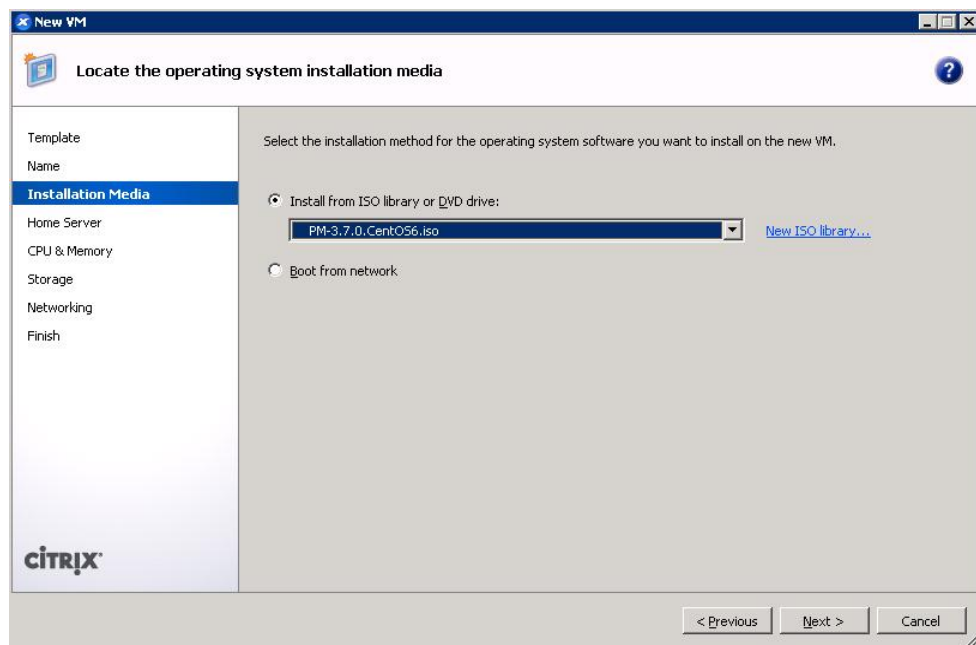 New VM
Locate the operating system installation media
?
Template
Name
Installation Media
Home Server
CPU & Memory
Storage
Networking
Finish
CITRIX
Select the installation method for the operating system software you want to install on the new VM.
Install from ISO library or DVD drive:
PM-3.7.0.CentOS6.iso
New ISO library...
Boot from network
< Previous
Next >
Cancel